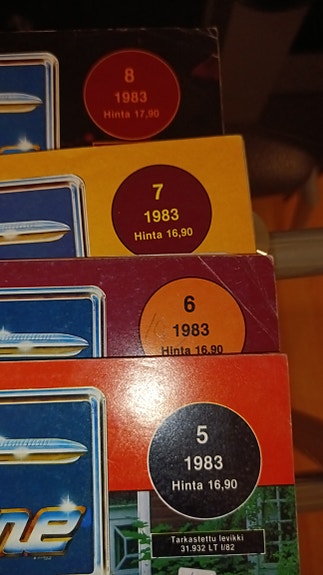 8
1983
Hinta 17,90
7
1983
Hinta 16,90
6
1983
Hinta 16,90
5
1983
Hinta 16,90
ne
Tarkastettu levikki
31.932 LT I/82